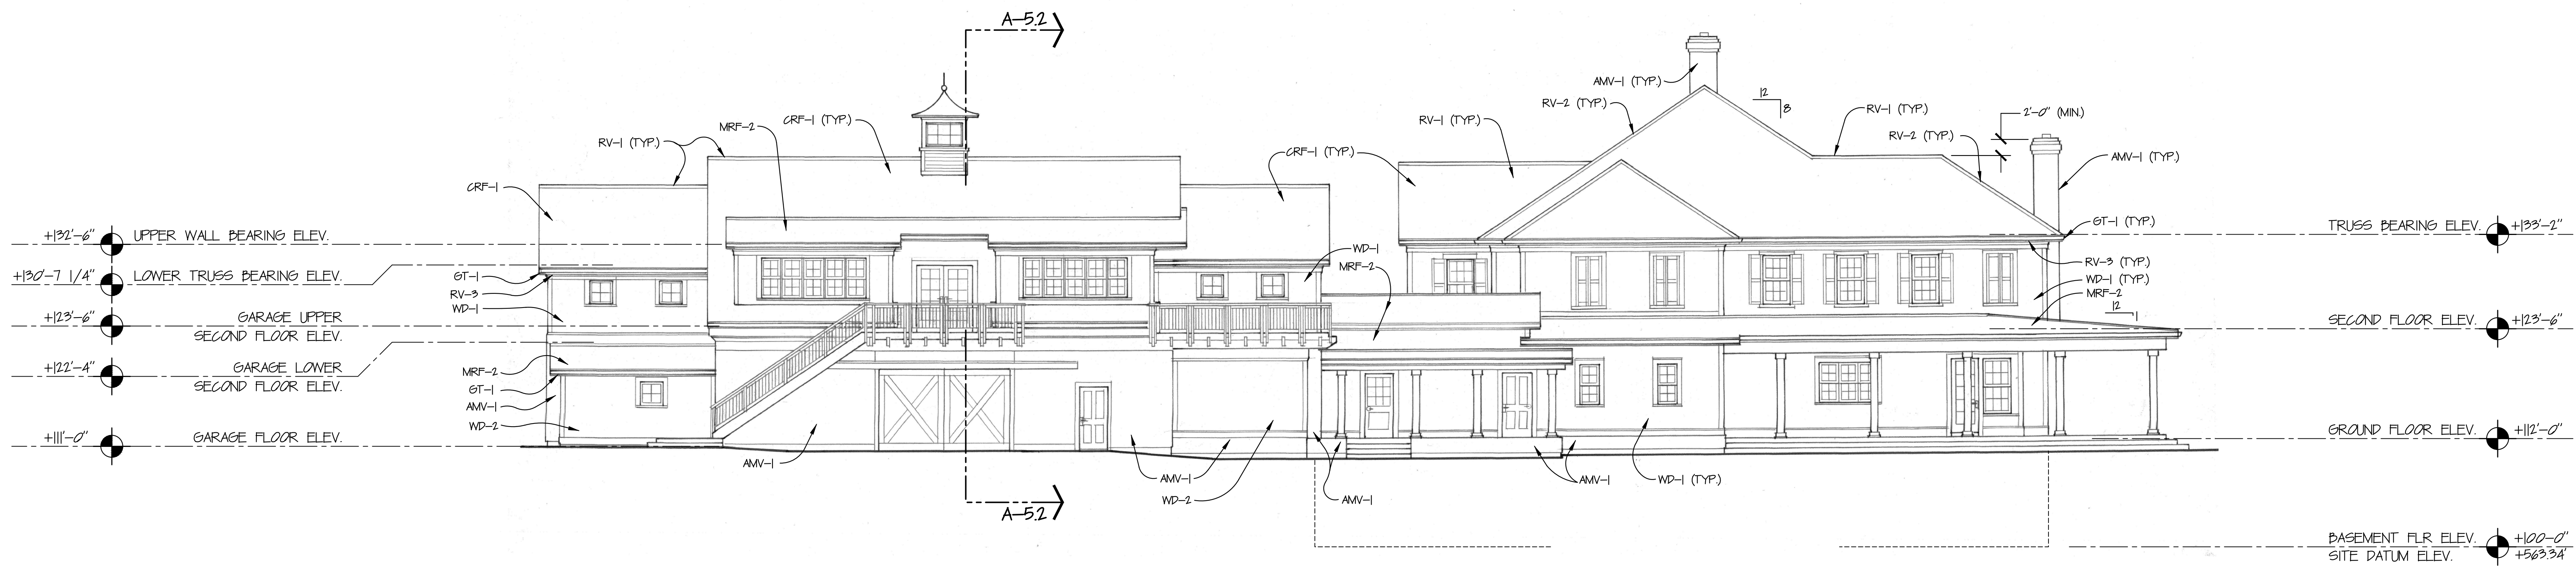 A-5.2
AMV-1 (TYP.)
12
8
RV-2 (TYP.)
RV-1 (TYP.)
2'-0" (MIN.)
CRF-1 (TYP.)
MRF-2
RV-1 (TYP.)
RV-1 (TYP.)
RV-2 (TYP.)
CRF-1 (TYP.)
AMV-1 (TYP.)
CRF-1
GT-1 (TYP.)
+132'-6" UPPER WALL BEARING ELEV.
TRUSS BEARING ELEV. +133'-2"
WD-1
MRF-2
RV-3 (TYP.)
+130'-7 1/4" LOWER TRUSS BEARING ELEV.
GT-1
WD-1 (TYP.)
RV-3
MRF-2
WD-1
12
1
+123'-6" GARAGE UPPER
SECOND FLOOR ELEV.
SECOND FLOOR ELEV. +123'-6"
+122'-4" GARAGE LOWER
SECOND FLOOR ELEV.
MRF-2
GT-1
AMV-1
WD-2
+111'-0" GARAGE FLOOR ELEV.
GROUND FLOOR ELEV. +112'-0"
AMV-1
AMV-1
WD-2
AMV-1
AMV-1
WD-1 (TYP.)
A-5.2
BASEMENT FLR ELEV. +100-0"
SITE DATUM ELEV. +563.34'